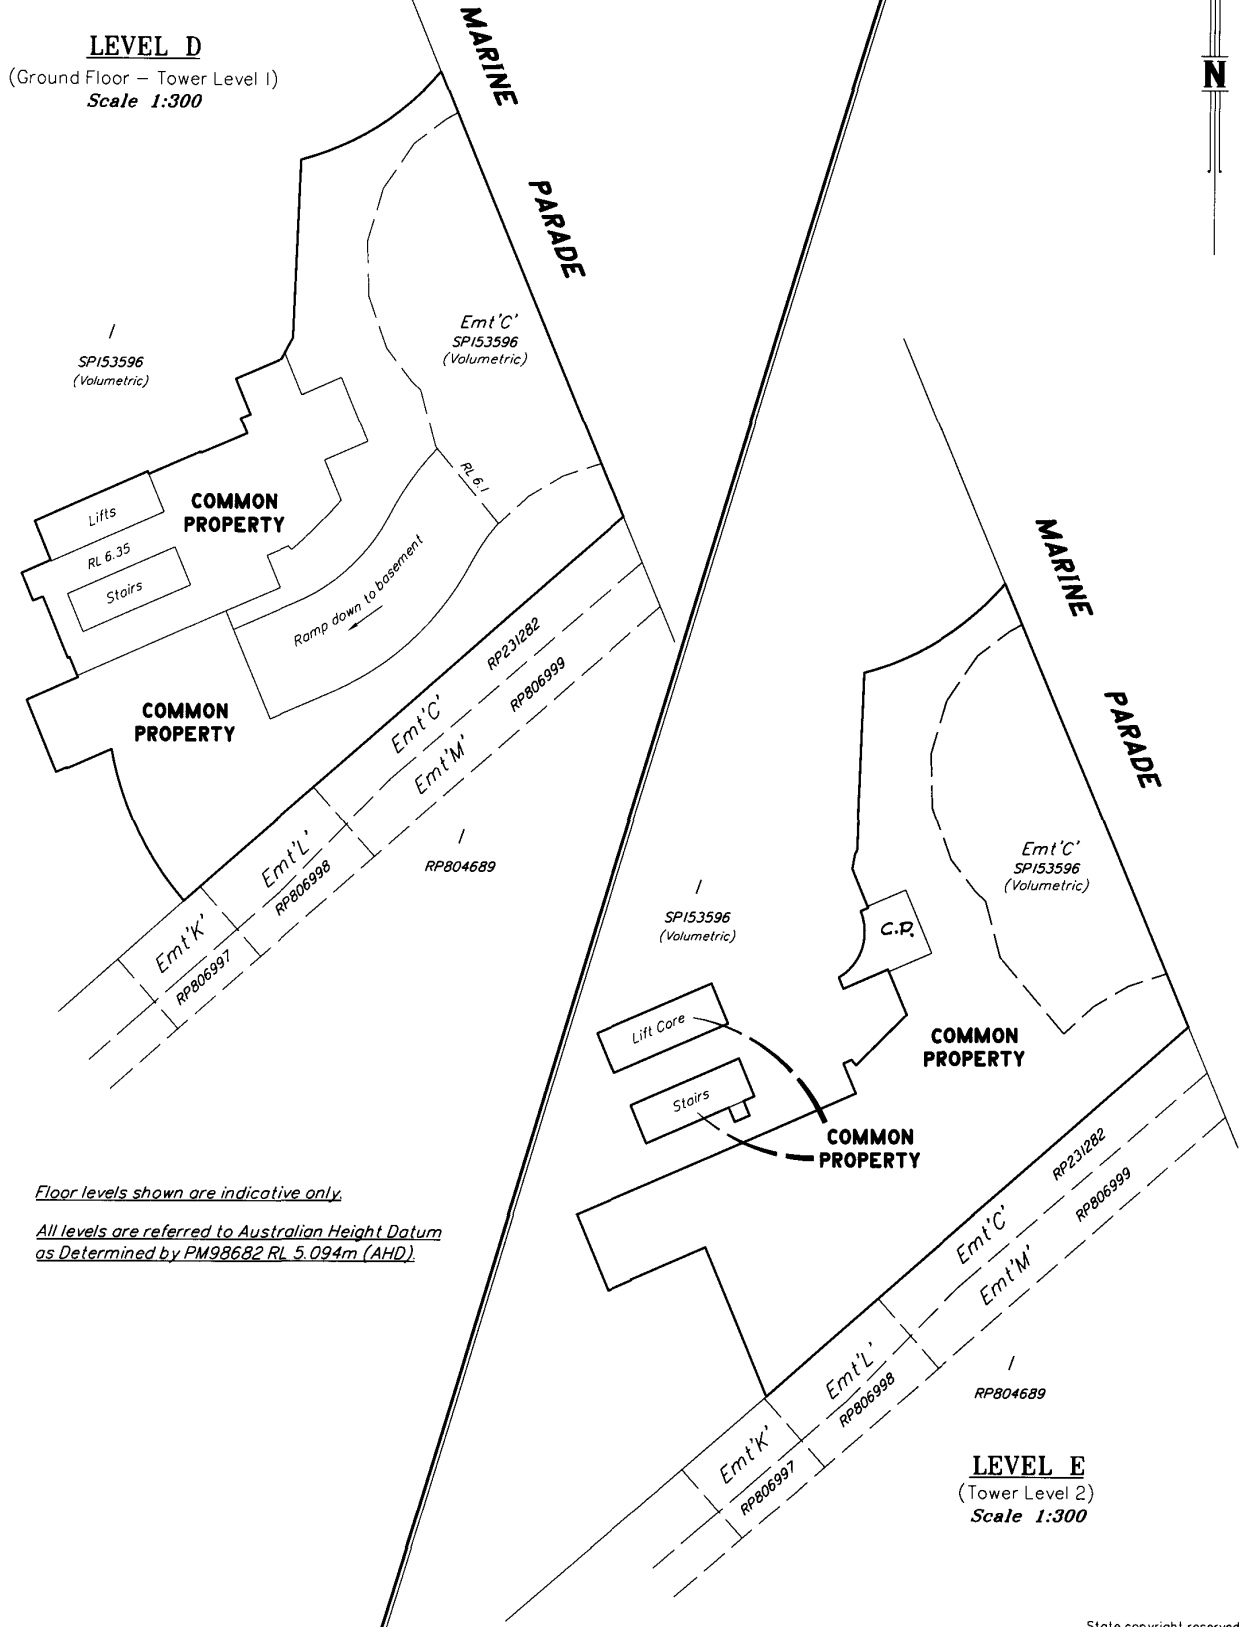 LEVEL D
(Ground Floor – Tower Level 1)
Scale 1:300
MARINE
PARADE
N
Emt'C'
SP153596
(Volumetric)
1
SP153596
(Volumetric)
RL 6.1
COMMON
PROPERTY
Lifts
RL 6.35
Stairs
Ramp down to basement
COMMON
PROPERTY
RP231282
RP806999
Emt'C'
Emt'M'
Emt'L'
RP806998
1
RP804689
Emt'K'
RP806997
Floor levels shown are indicative only.
All levels are referred to Australian Height Datum
as Determined by PM98682 RL 5.094m (AHD).
MARINE
PARADE
Emt'C'
SP153596
(Volumetric)
1
SP153596
(Volumetric)
C.P.
Lift Core
Stairs
COMMON
PROPERTY
COMMON
PROPERTY
RP231282
RP806999
Emt'C'
Emt'M'
Emt'L'
RP806998
1
RP804689
Emt'K'
RP806997
LEVEL E
(Tower Level 2)
Scale 1:300
State copyright reserved